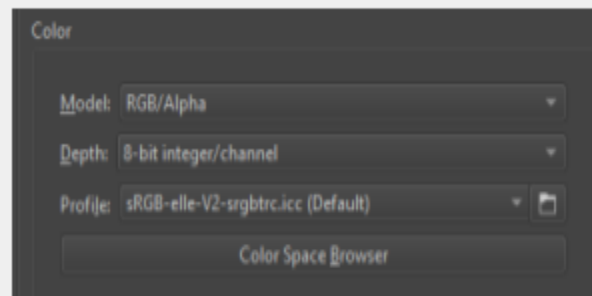 Color
Model: RGB/Alpha
Depth: 8-bit integer/channel
Profile: sRGB-elle-V2-srgbtrc.icc (Default)
Color Space Browser